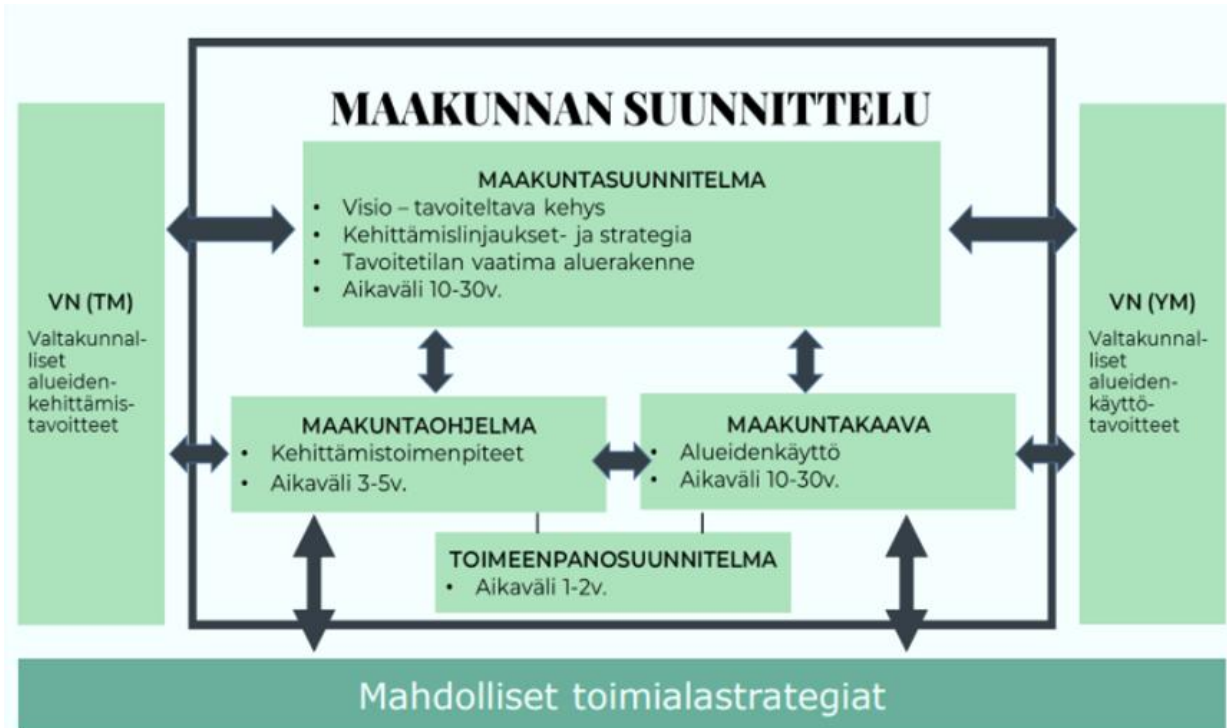 MAAKUNNAN SUUNNITTELU
MAAKUNTASUUNNITELMA
• Visio – tavoiteltava kehys
• Kehittämislinjaukset- ja strategia
• Tavoitetilan vaatima aluerakenne
• Aikaväli 10-30v.
VN (TM)
Valtakunnal-
liset
alueiden-
kehittämis-
tavoitteet
VN (YM)
Valtakunnal-
liset
alueiden-
käyttö-
tavoitteet
MAAKUNTAOHJELMA
• Kehittämistoimenpiteet
• Aikaväli 3-5v.
MAAKUNTAKAAVA
• Alueidenkäyttö
• Aikaväli 10-30v.
TOIMEENPANOSUUNNITELMA
• Aikaväli 1-2v.
Mahdolliset toimialastrategiat